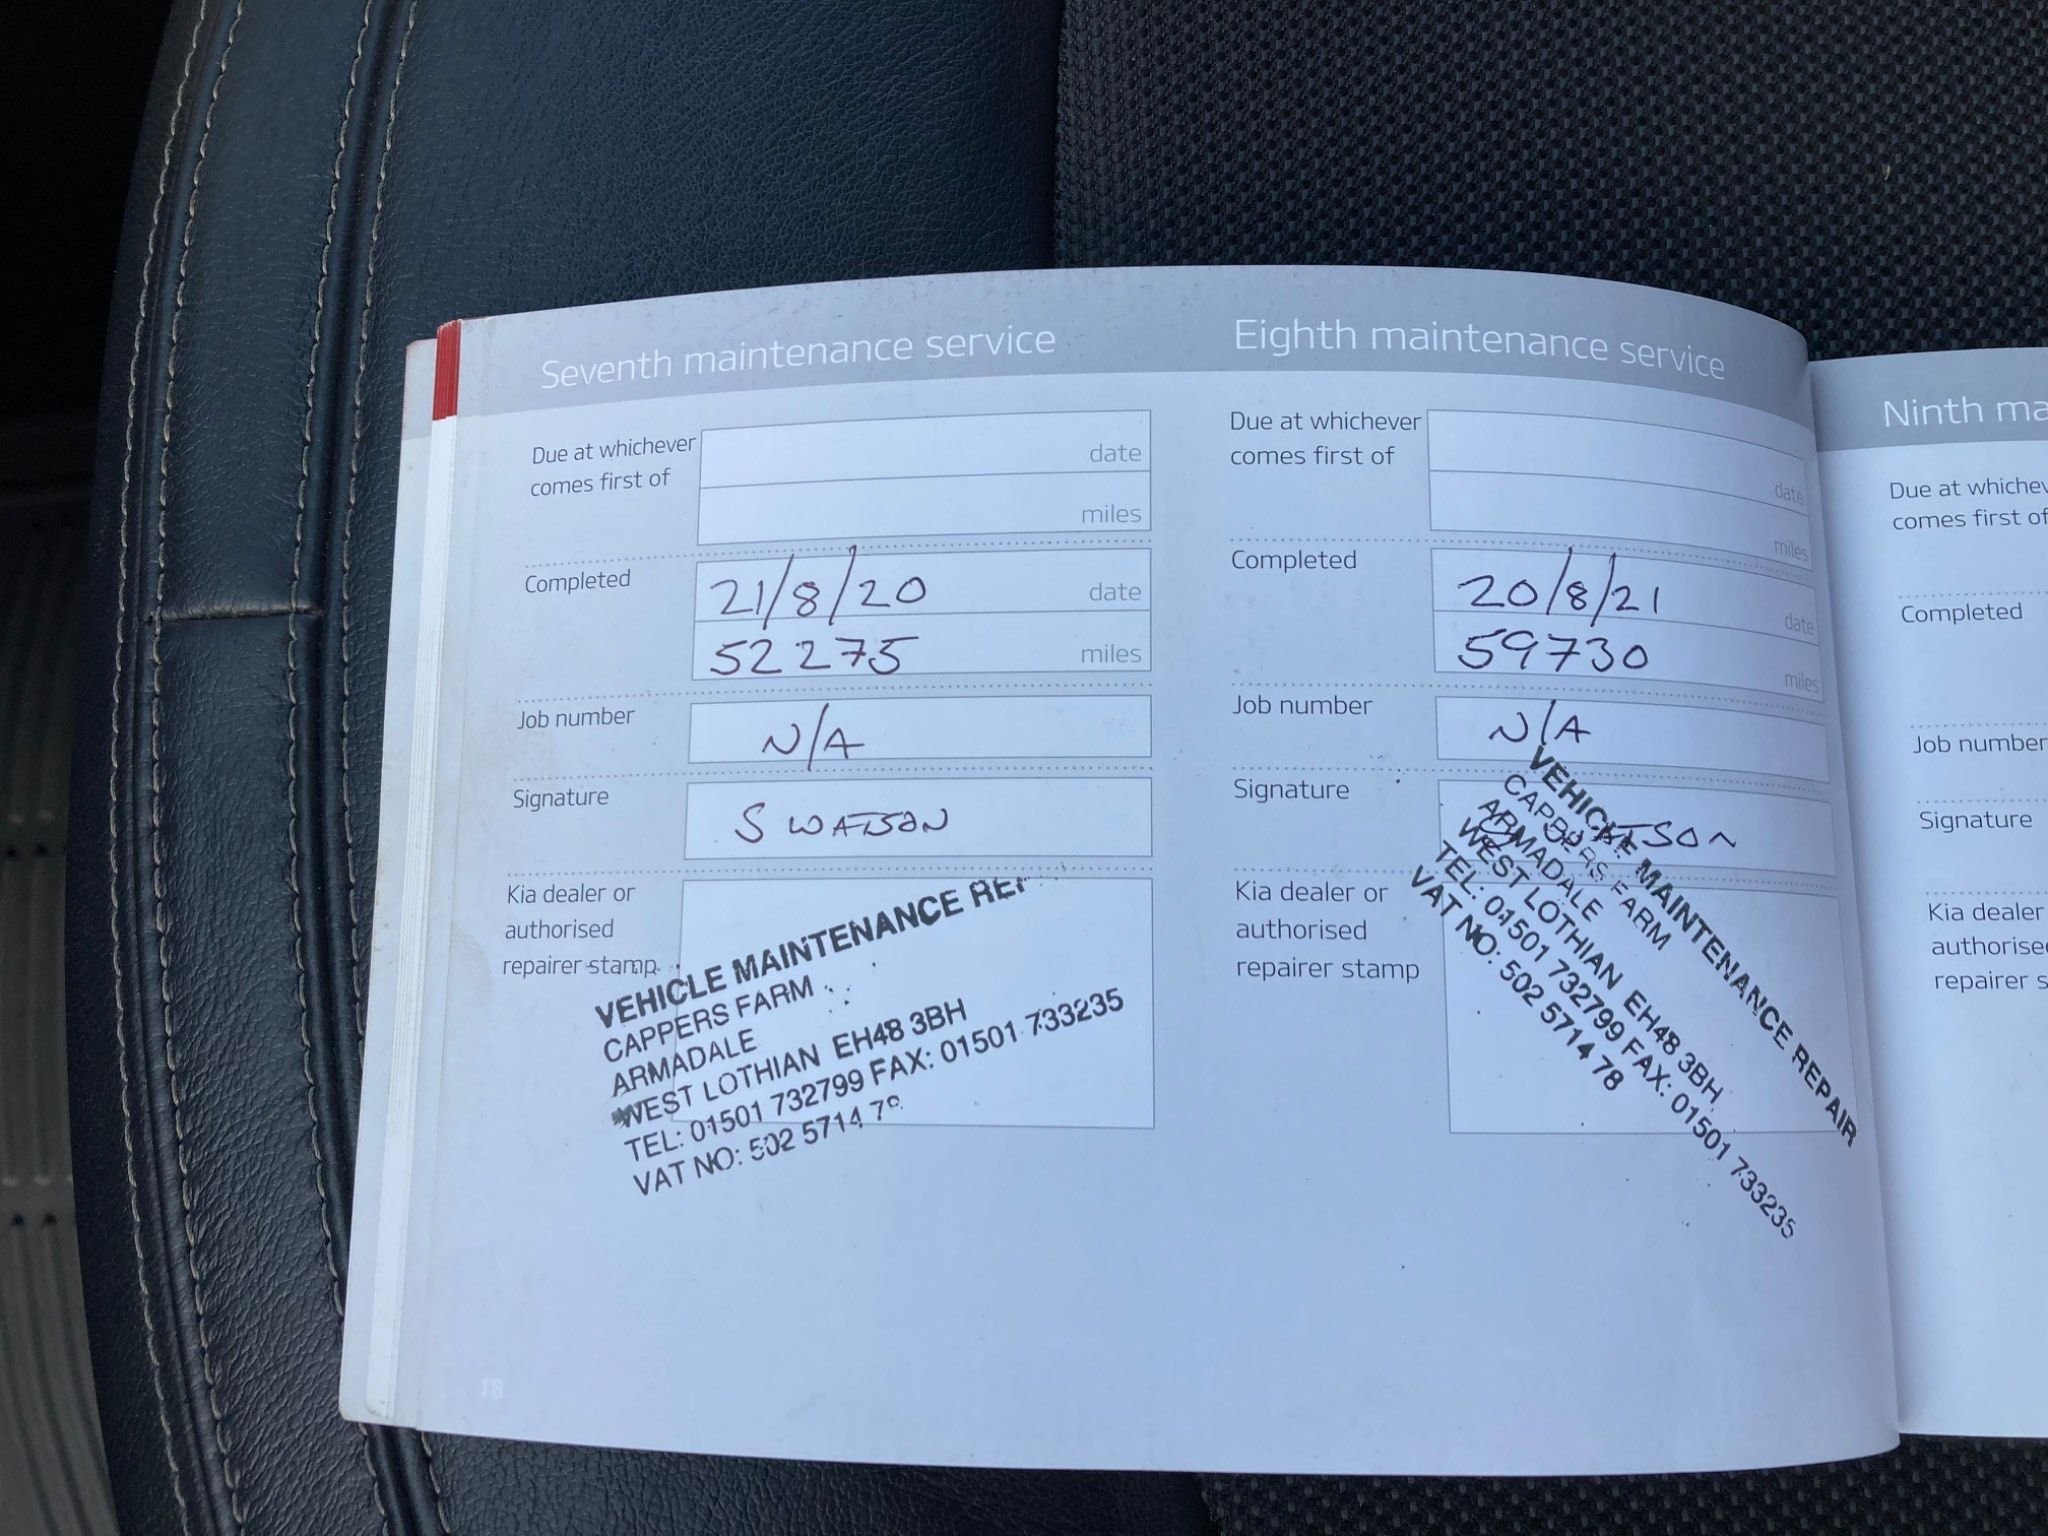 Seventh maintenance service
Due at whichever
comes first of
date
miles
Completed
21/8/20 date
52275 miles
Job number
N/A
Signature
S WATSON
Kia dealer or
authorised
repairer stamp
VEHICLE MAINTENANCE
CAPPERS FARM
ARMADALE
WEST LOTHIAN EH48 3BH
TEL: 01501 732799 FAX: 01501 733235
VAT NO: 502 5714
18
Eighth maintenance service
Due at whichever
comes first of
date
miles
Completed
20/8/21 date
59730 miles
Job number
N/A
Signature
Kia dealer or
authorised
repairer stamp
VEHICLE MAINTENANCE REPAIR
CAPPERS FARM
ARMADALE
WEST LOTHIAN EH48 3BH
TEL: 01501 732799 FAX: 01501 733235
VAT NO: 502 5714 78
Ninth
Due at
comes first of
Completed
Job number
Signature
Kia dealer
repairer